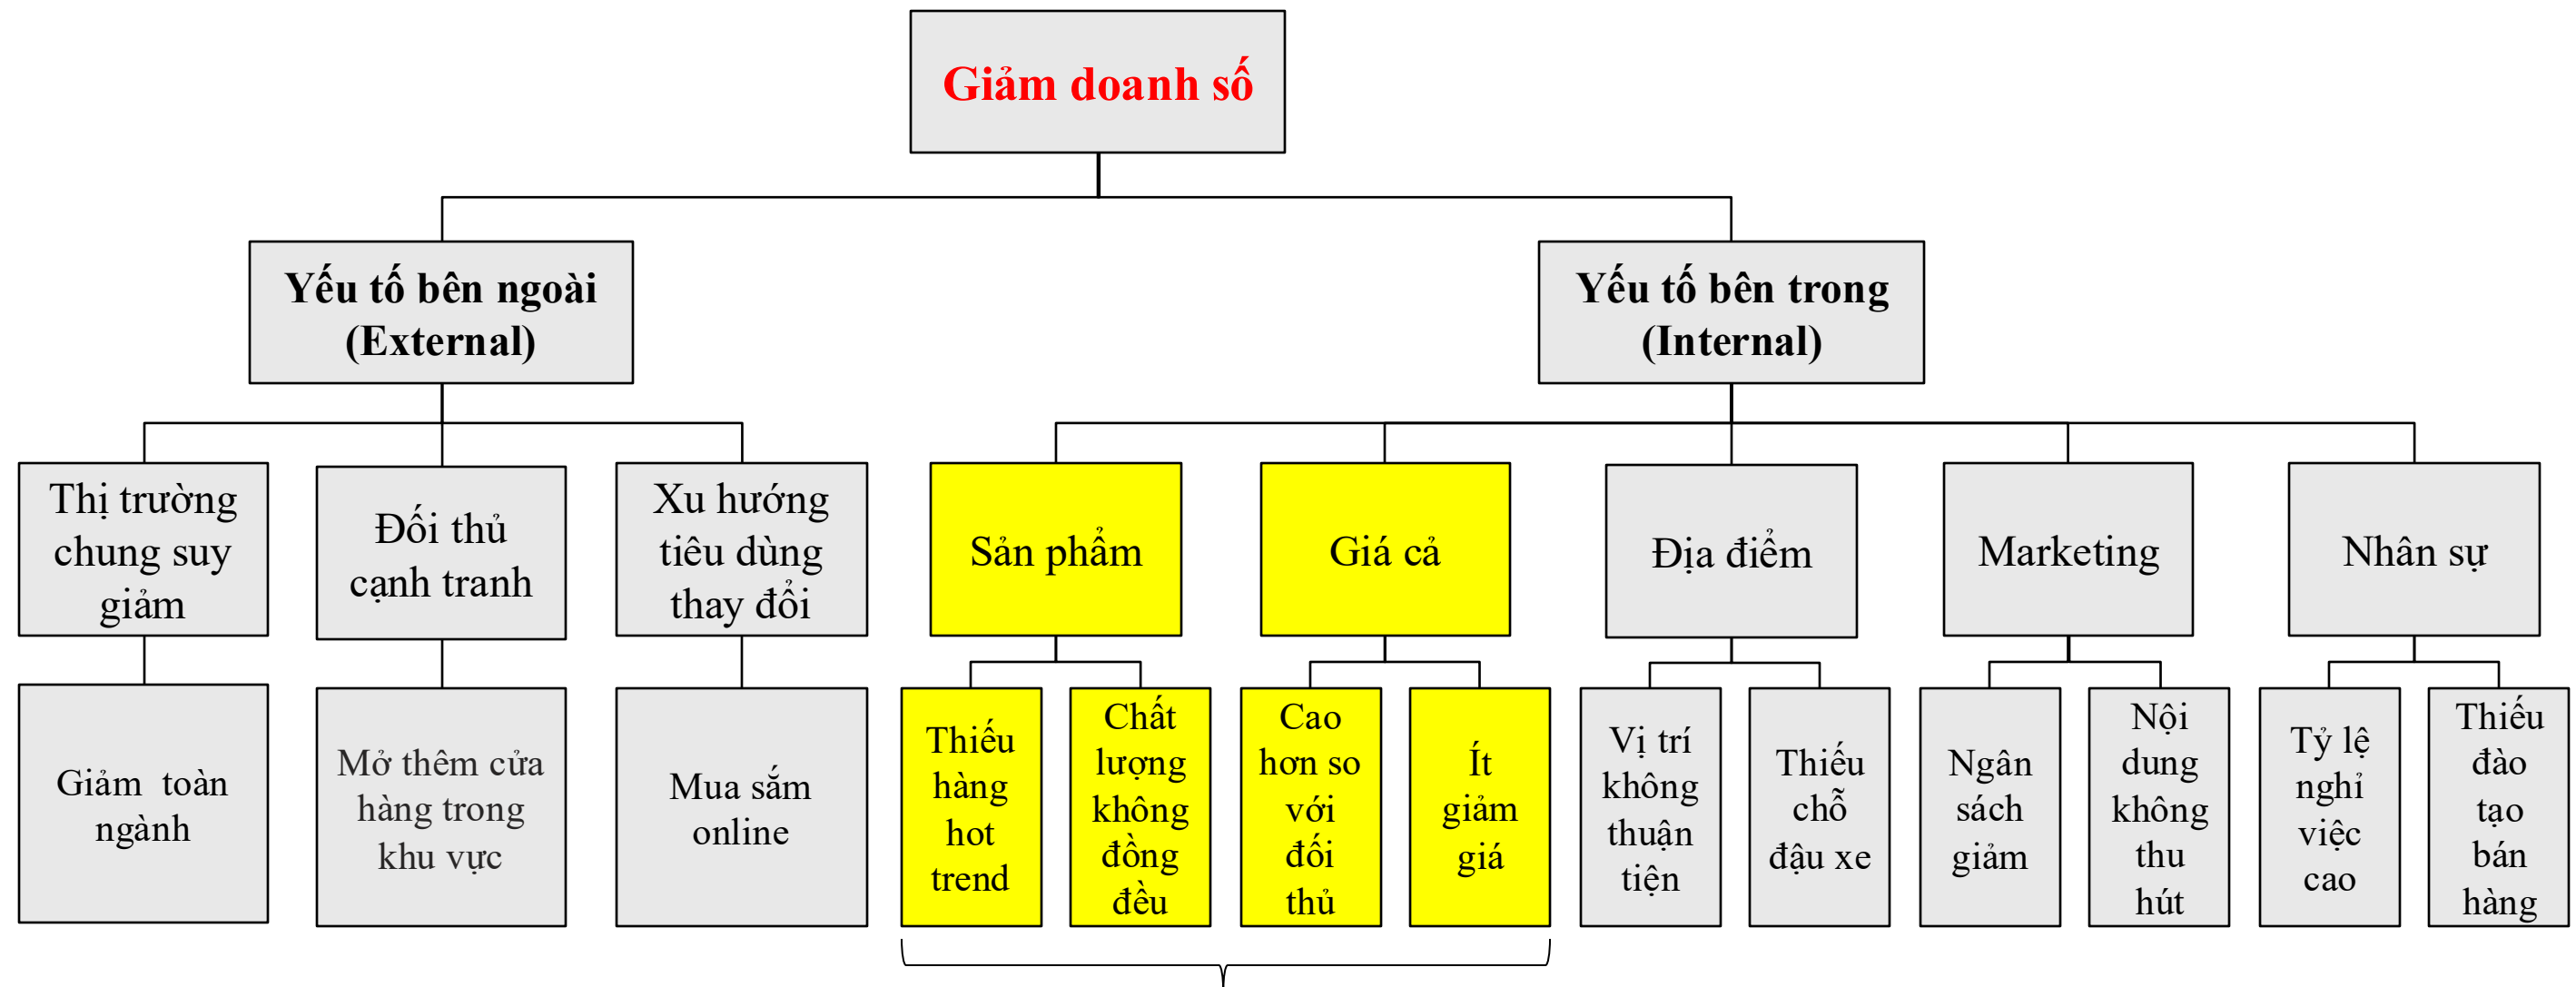 Giảm doanh số
Yếu tố bên ngoài
(External)
Yếu tố bên trong
(Internal)
Thị trường
chung suy
giảm
Đối thủ
cạnh tranh
Xu hướng
tiêu dùng
thay đổi
Sản phẩm
Giá cả
Địa điểm
Marketing
Nhân sự
Giảm toàn
ngành
Mở thêm cửa
hàng trong
khu vực
Mua sắm
online
Thiếu
hàng
hot
trend
Chất
lượng
không
đồng
đều
Cao
hơn so
với
đối
thủ
Ít
giảm
giá
Vị trí
không
thuận
tiện
Thiếu
chỗ
đậu xe
Ngân
sách
giảm
Nội
dung
không
thu
hút
Tỷ lệ
nghỉ
việc
cao
Thiếu
đào
tạo
bán
hàng